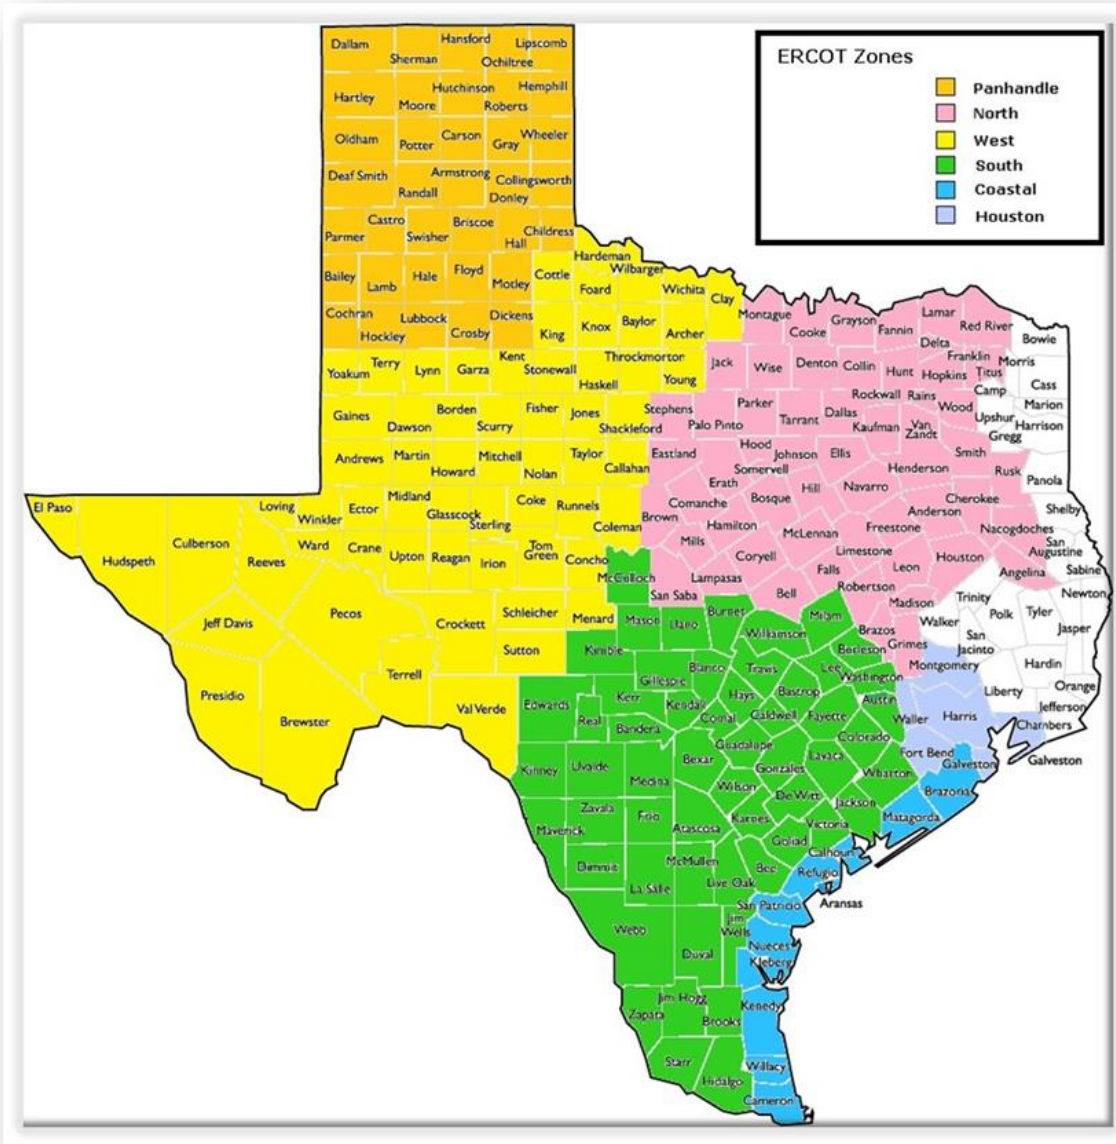 ERCOT Zones
Panhandle
North
West
South
Coastal
Houston
Dallam
Sherman
Hansford
Ochiltree
Lipscomb
Hartley
Moore
Hutchinson
Roberts
Hemphill
Oldham
Potter
Carson
Gray
Wheeler
Deaf Smith
Randall
Armstrong
Donley
Collingsworth
Parmer
Castro
Swisher
Briscoe
Hall
Childress
Bailey
Lamb
Hale
Floyd
Motley
Cottle
Hardeman
Foard
Wilbarger
Wichita
Clay
Cochran
Hockley
Lubbock
Crosby
Dickens
King
Knox
Baylor
Archer
Montague
Cooke
Grayson
Fannin
Lamar
Red River
Delta
Bowie
Yoakum
Terry
Lynn
Garza
Kent
Stonewall
Haskell
Throckmorton
Young
Jack
Wise
Denton
Collin
Hunt
Hopkins
Franklin
Titus
Morris
Camp
Cass
Gaines
Dawson
Borden
Scurry
Fisher
Jones
Shackleford
Stephens
Palo Pinto
Parker
Tarrant
Dallas
Rockwall
Rains
Kaufman
Van
Zandt
Wood
Upshur
Marion
Harrison
Gregg
Andrews
Martin
Howard
Mitchell
Nolan
Taylor
Callahan
Eastland
Erath
Hood
Somervell
Johnson
Ellis
Henderson
Smith
Rusk
Panola
El Paso
Hudspeth
Culberson
Reeves
Loving
Winkler
Ector
Midland
Glasscock
Sterling
Coke
Runnels
Coleman
Brown
Comanche
Bosque
Hill
Navarro
Anderson
Cherokee
Nacogdoches
Shelby
San
Augustine
Sabine
Ward
Crane
Upton
Reagan
Irion
Tom
Green
Concho
McCulloch
Mills
Hamilton
Coryell
McLennan
Limestone
Freestone
Falls
Leon
Houston
Angelina
Jeff Davis
Pecos
Crockett
Schleicher
Menard
San Saba
Lampasas
Bell
Robertson
Madison
Trinity
Polk
Tyler
Newton
Jasper
Presidio
Brewster
Terrell
Val Verde
Sutton
Kimble
Mason
Llano
Burnet
Williamson
Milam
Brazos
Burleson
Grimes
Walker
San
Jacinto
Hardin
Orange
Edwards
Real
Kerr
Gillespie
Blanco
Travis
Lee
Washington
Montgomery
Liberty
Jefferson
Chambers
Kinney
Uvalde
Bandera
Kendall
Comal
Hays
Bastrop
Caldwell
Fayette
Austin
Waller
Harris
Medina
Bexar
Guadalupe
Gonzales
Lavaca
Colorado
Fort Bend
Galveston
Galveston
Maverick
Zavala
Frio
Atascosa
Wilson
Karnes
De Witt
Jackson
Wharton
Matagorda
Brazoria
Dimmit
La Salle
McMullen
Live Oak
Bee
Goliad
Victoria
Calhoun
Refugio
Aransas
Webb
Duval
Jim
Wells
San Patricio
Nueces
Kleberg
Zapata
Jim Hogg
Brooks
Kenedy
Starr
Hidalgo
Willacy
Cameron